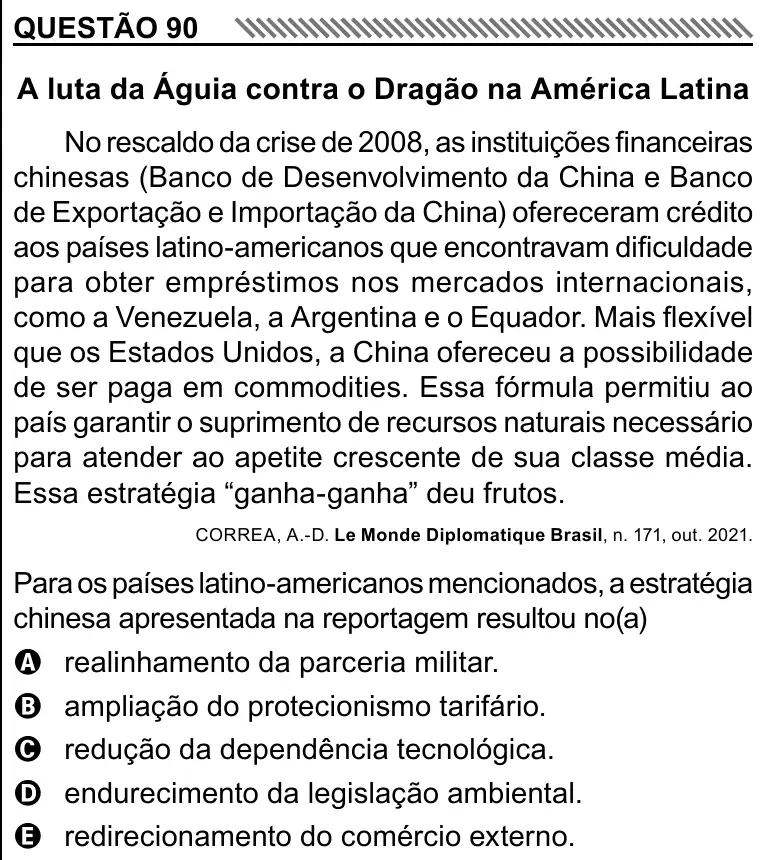 QUESTÃO 90
A luta da Águia contra o Dragão na América Latina
No rescaldo da crise de 2008, as instituições financeiras
chinesas (Banco de Desenvolvimento da China e Banco
de Exportação e Importação da China) ofereceram crédito
aos países latino-americanos que encontravam dificuldade
para obter empréstimos nos mercados internacionais,
como a Venezuela, a Argentina e o Equador. Mais flexível
que os Estados Unidos, a China ofereceu a possibilidade
de ser paga em commodities. Essa fórmula permitiu ao
país garantir o suprimento de recursos naturais necessário
para atender ao apetite crescente de sua classe média.
Essa estratégia “ganha-ganha” deu frutos.
CORREA, A.-D. Le Monde Diplomatique Brasil, n. 171, out. 2021.
Para os países latino-americanos mencionados, a estratégia
chinesa apresentada na reportagem resultou no(a)
A realinhamento da parceria militar.
B ampliação do protecionismo tarifário.
C redução da dependência tecnológica.
D endurecimento da legislação ambiental.
E redirecionamento do comércio externo.